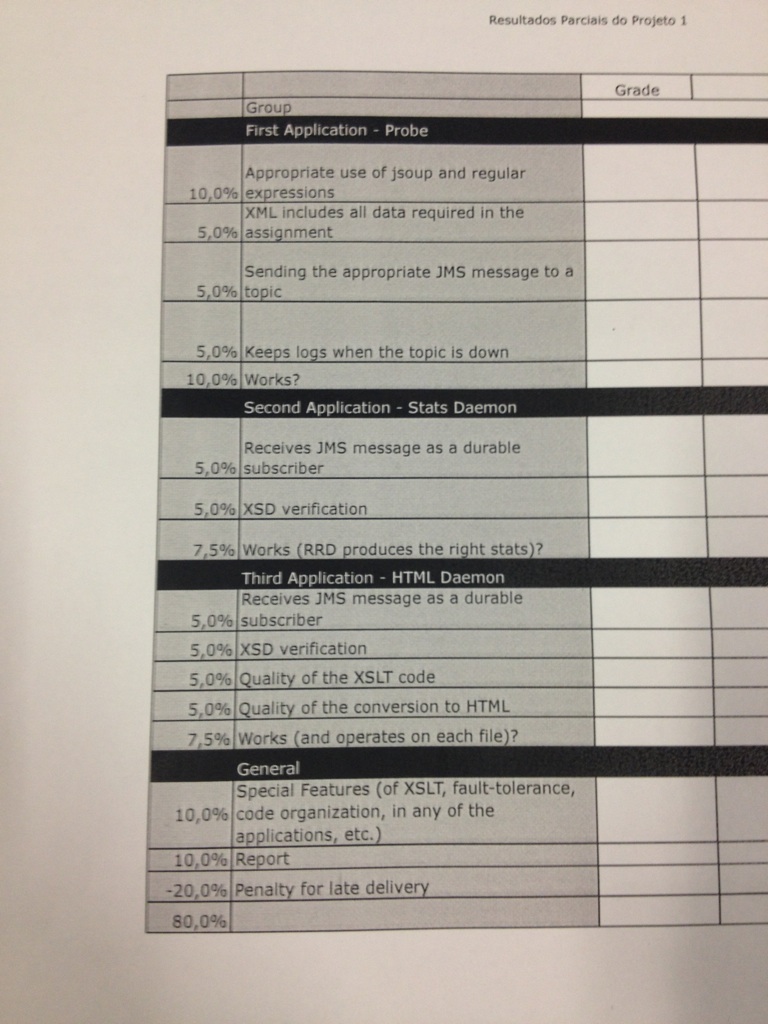 Resultados Parciais do Projeto 1
Grade
Group
First Application - Probe
Appropriate use of jsoup and regular
10,0% expressions
XML includes all data required in the
5,0% assignment
Sending the appropriate JMS message to a
5,0% topic
5,0% Keeps logs when the topic is down
10,0% Works?
Second Application - Stats Daemon
Receives JMS message as a durable
5,0% subscriber
5,0% XSD verification
7,5% Works (RRD produces the right stats)?
Third Application - HTML Daemon
Receives JMS message as a durable
5,0% subscriber
5,0% XSD verification
5,0% Quality of the XSLT code
5,0% Quality of the conversion to HTML
7,5% Works (and operates on each file)?
General
Special Features (of XSLT, fault-tolerance,
10,0% code organization, in any of the
applications, etc.)
10,0% Report
-20,0% Penalty for late delivery
80,0%